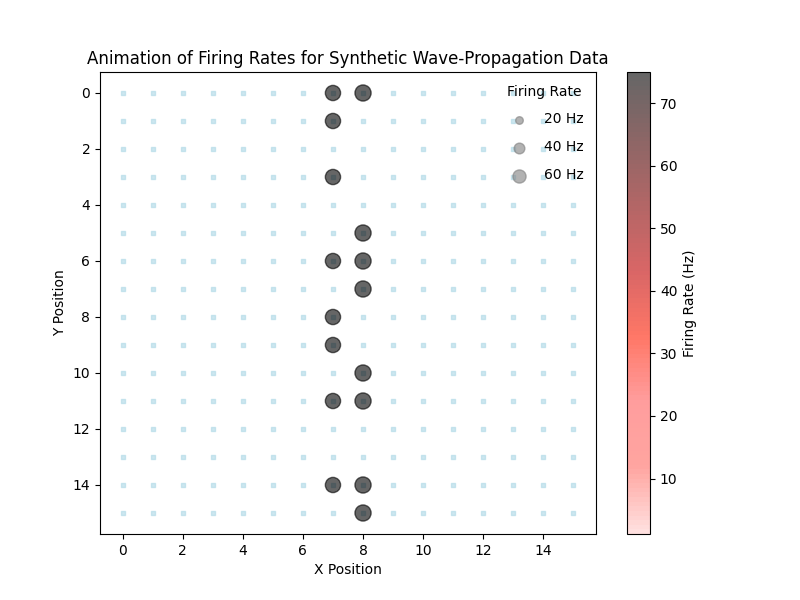 Animation of Firing Rates for Synthetic Wave-Propagation Data
Firing Rate
20 Hz
40 Hz
60 Hz
0
2
4
6
8
10
12
14
Y Position
0 2 4 6 8 10 12 14
X Position
70
60
50
40
30
20
10
Firing Rate (Hz)